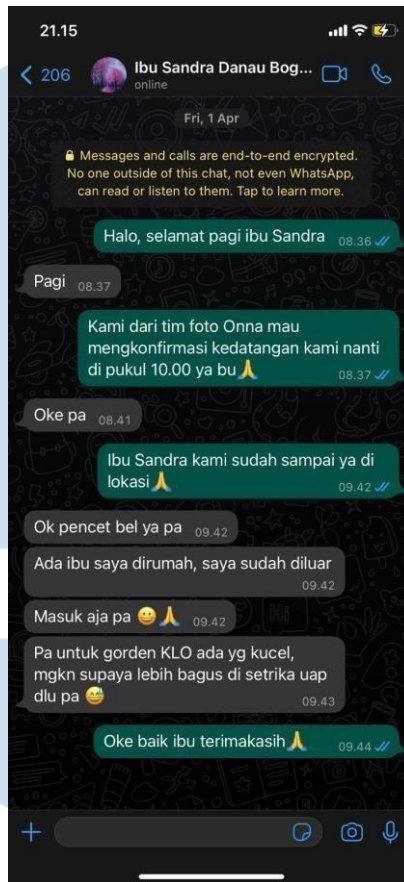 21.15
206
Ibu Sandra Danau Bog...
online
Fri, 1 Apr
Messages and calls are end-to-end encrypted.
No one outside of this chat, not even WhatsApp,
can read or listen to them. Tap to learn more.
Halo, selamat pagi ibu Sandra 08.36
Pagi 08.37
Kami dari tim foto Onna mau
mengkonfirmasi kedatangan kami nanti
di pukul 10.00 ya bu🙏 08.37
Oke pa 08.41
Ibu Sandra kami sudah sampai ya di
lokasi🙏 09.42
Ok pencet bel ya pa 09.42
Ada ibu saya dirumah, saya sudah diluar
09.42
Masuk aja pa 😀🙏 09.42
Pa untuk gorden KLO ada yg kucel,
mgkn supaya lebih bagus di setrika uap
dlu pa 😅 09.43
Oke baik ibu terimakasih🙏 09.44